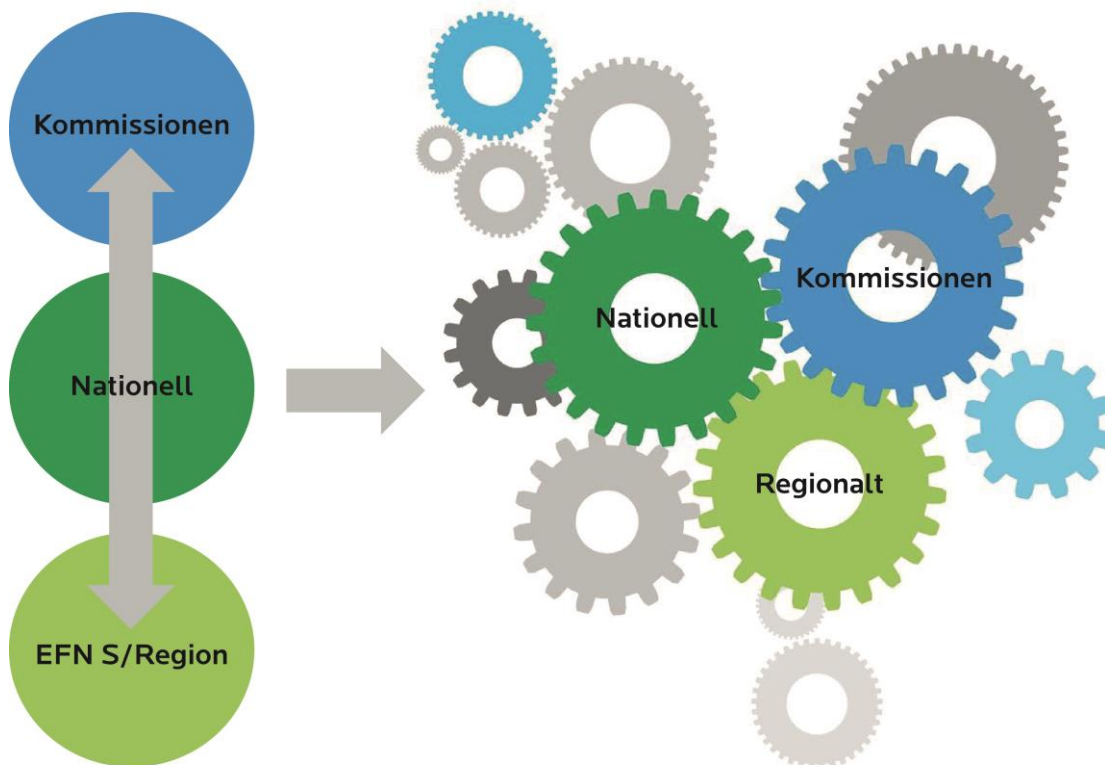 Kommissionen
Nationell
EFN S/Region
Nationell
Kommissionen
Regionalt